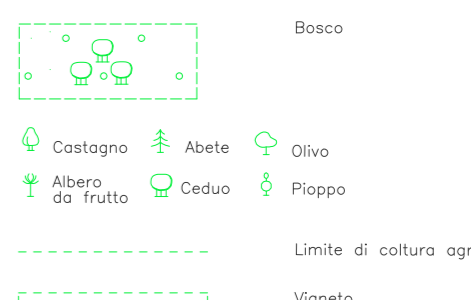 Bosco
Castagno
Abete
Olivo
Albero
da frutto
Ceduo
Pioppo
Limite di coltura
Vigneto